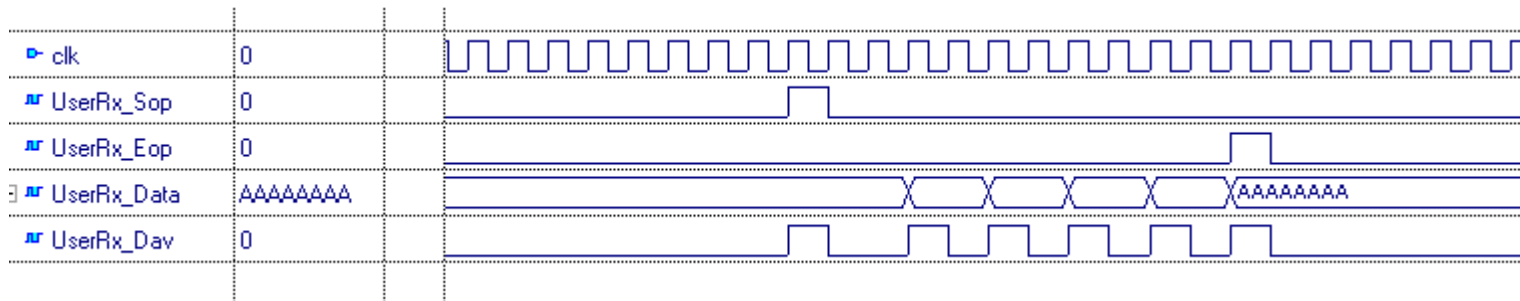 clk 0
UserRx_Sop 0
UserRx_Eop 0
UserRx_Data AAAAAAAA AAAAAAAA
UserRx_Dav 0